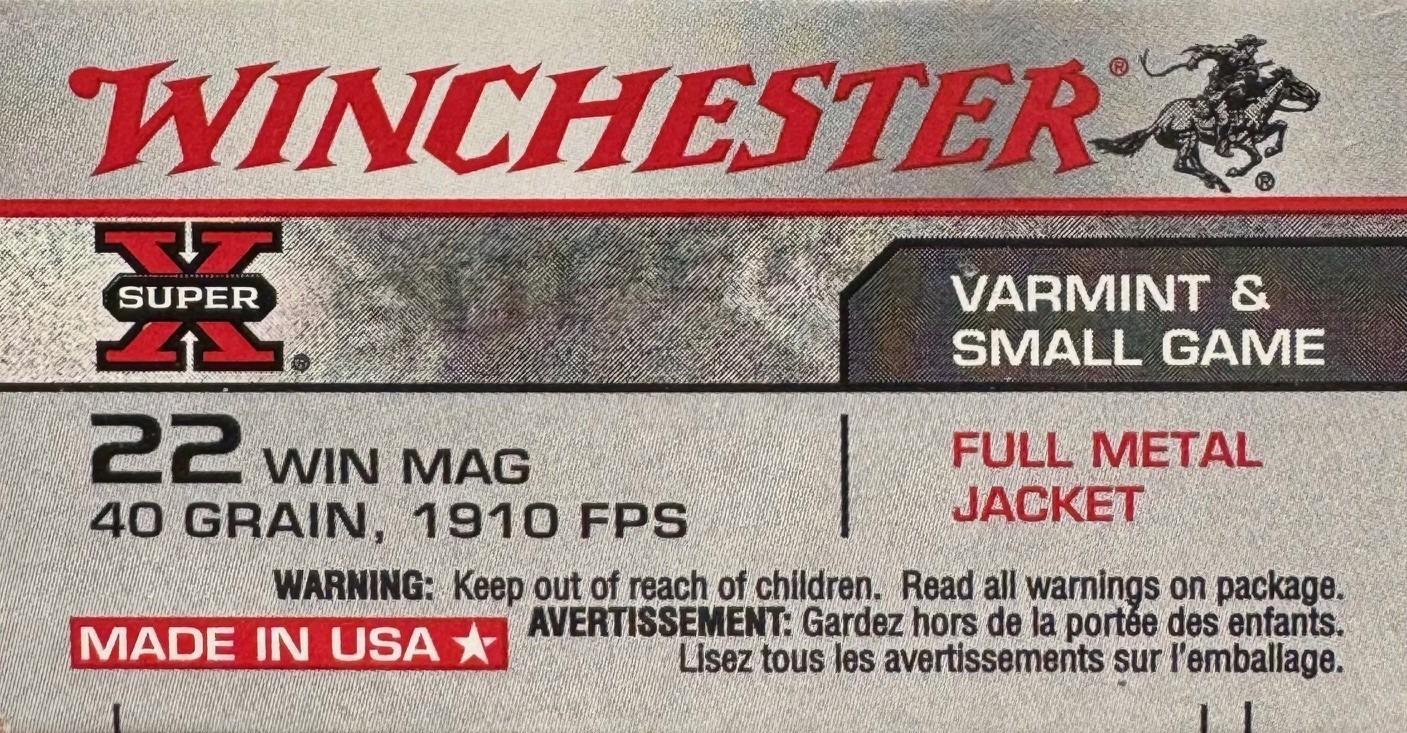 WINCHESTER®
®
SUPER X®
VARMINT &
SMALL GAME
22 WIN MAG
40 GRAIN, 1910 FPS
FULL METAL
JACKET
WARNING: Keep out of reach of children. Read all warnings on package.
AVERTISSEMENT: Gardez hors de la portée des enfants.
Lisez tous les avertissements sur l'emballage.
MADE IN USA ★